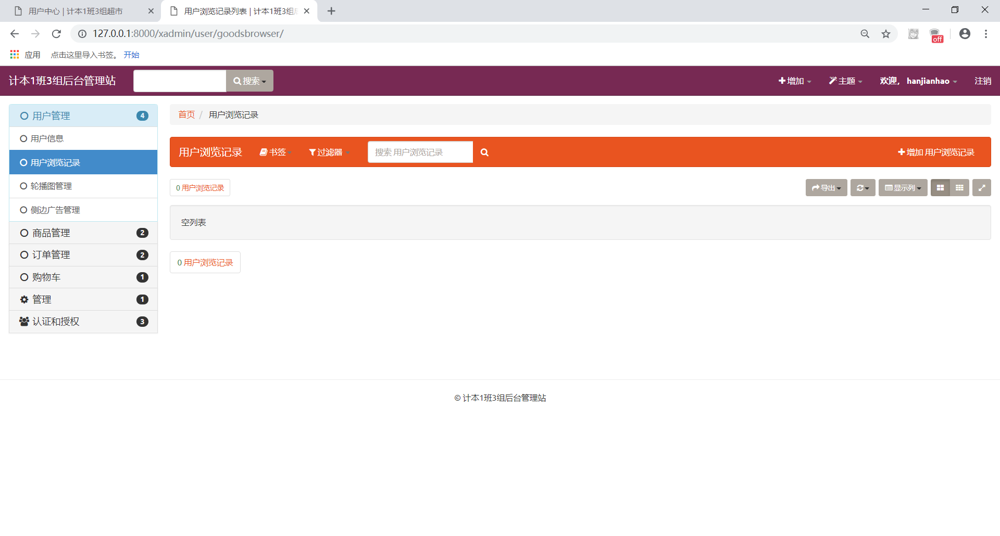 用户中心 | 计本1班3组超市
用户浏览记录列表 | 计本1班3组
127.0.0.1:8000/xadmin/user/goodsbrowser/
off
应用 点击这里导入书签。 开始
计本1班3组后台管理站
搜索
增加 主题 欢迎, hanjianhao 注销
用户管理 4
用户信息
用户浏览记录
轮播图管理
侧边广告管理
商品管理 2
订单管理 2
购物车 1
管理 1
认证和授权 3
首页 / 用户浏览记录
用户浏览记录 书签 过滤器 搜索 用户浏览记录 增加 用户浏览记录
0 用户浏览记录 导出 显示列
空列表
0 用户浏览记录
© 计本1班3组后台管理站